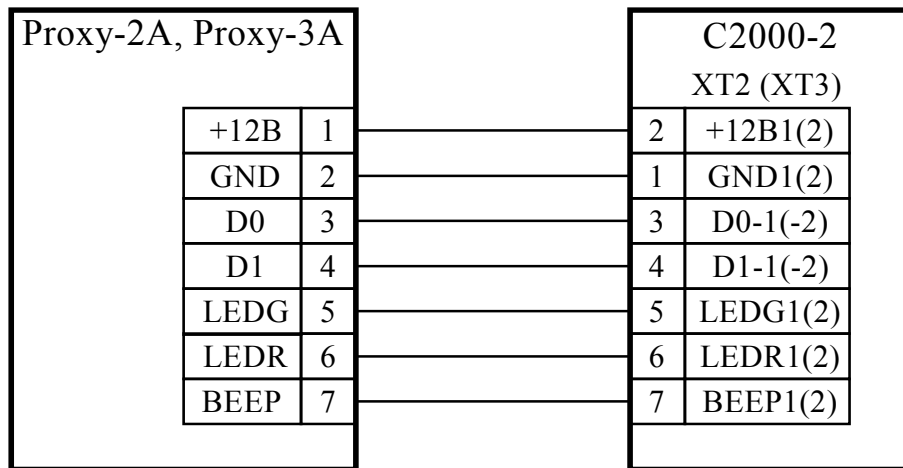 Proxy-2A, Proxy-3A C2000-2
XT2 (XT3)
+12B 1 2 +12B1(2)
GND 2 1 GND1(2)
D0 3 3 D0-1(-2)
D1 4 4 D1-1(-2)
LEDG 5 5 LEDG1(2)
LEDR 6 6 LEDR1(2)
BEEP 7 7 BEEP1(2)